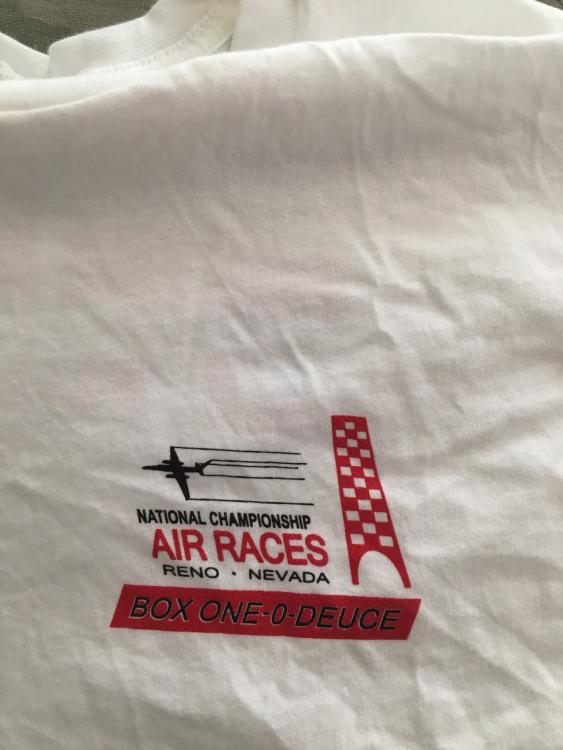 NATIONAL CHAMPIONSHIP
AIR RACES
RENO · NEVADA
BOX ONE-0-DEUCE